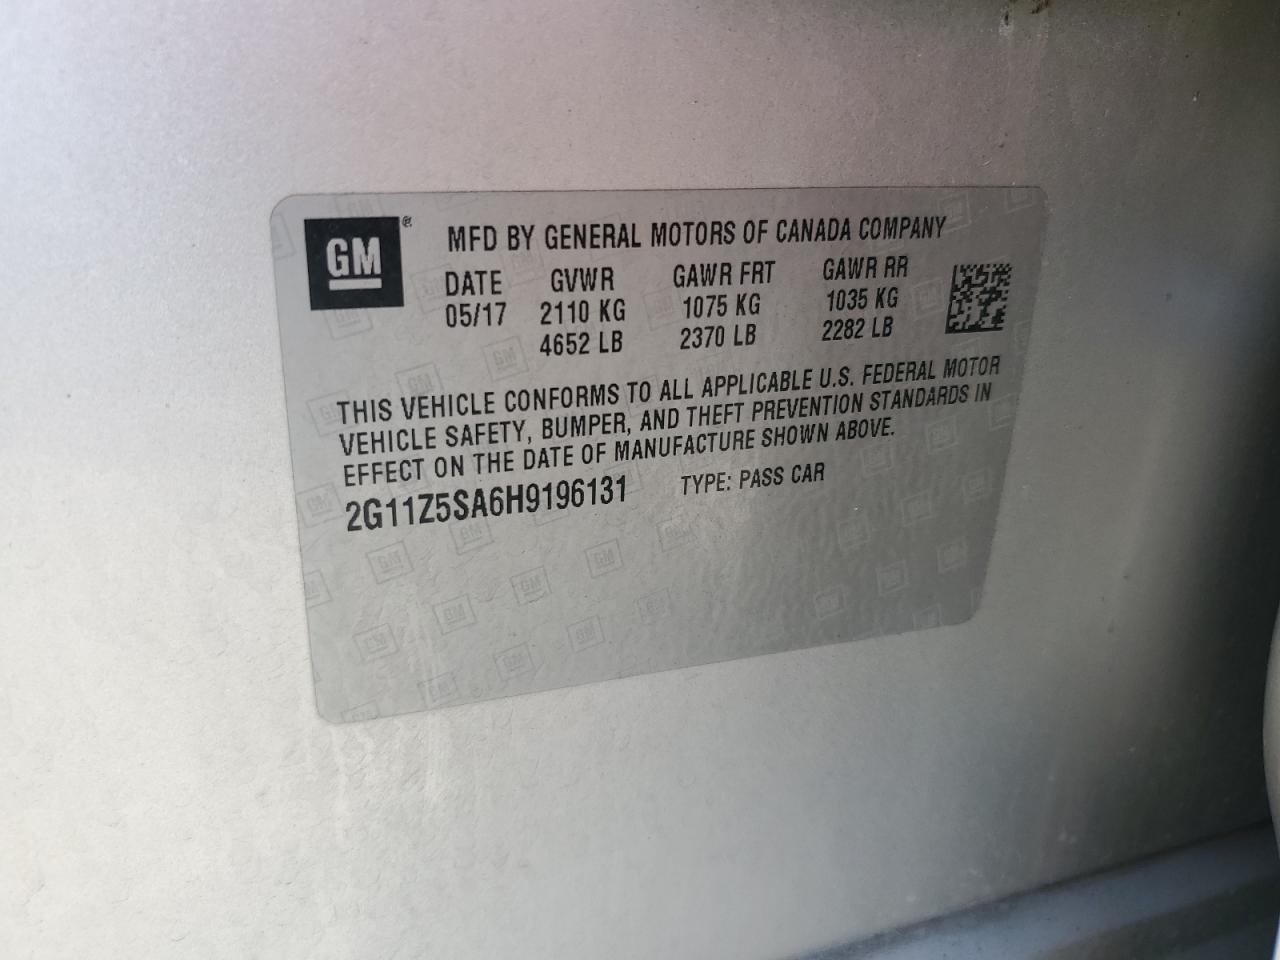 GM®
MFD BY GENERAL MOTORS OF CANADA COMPANY
DATE GVWR GAWR FRT GAWR RR
05/17 2110 KG 1075 KG 1035 KG
4652 LB 2370 LB 2282 LB
THIS VEHICLE CONFORMS TO ALL APPLICABLE U.S. FEDERAL MOTOR
VEHICLE SAFETY, BUMPER, AND THEFT PREVENTION STANDARDS IN
EFFECT ON THE DATE OF MANUFACTURE SHOWN ABOVE.
2G11Z5SA6H9196131 TYPE: PASS CAR